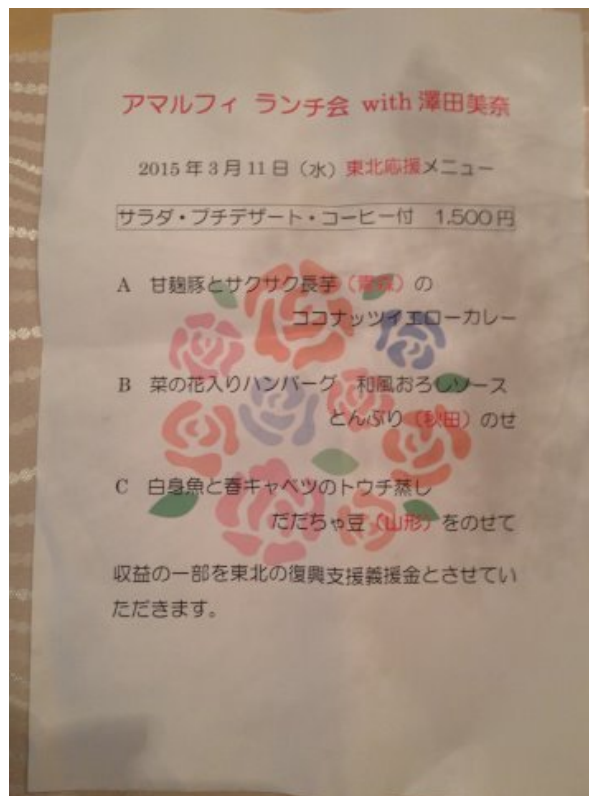 アマルフィ ランチ会 with 澤田美奈
2015年3月11日(水)東北応援メニュー
サラダ・プチデザート・コーヒー付 1,500円
A 甘麹豚とサクサク長芋(青森)の
ココナッツイエローカレー
B 菜の花入りハンバーグ 和風おろしソース
とんぶり(秋田)のせ
C 白身魚と春キャベツのトウチ蒸し
だだちゃ豆(山形)をのせて
収益の一部を東北の復興支援義援金とさせてい
ただきます。